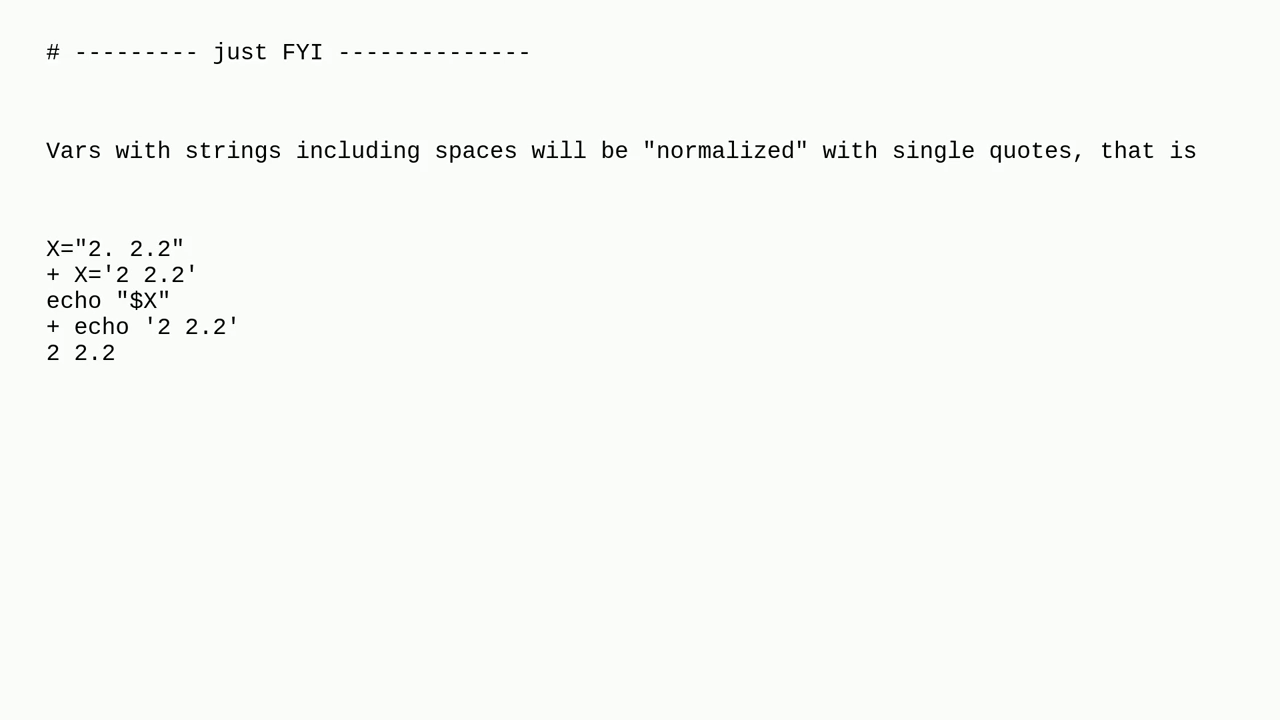 # --------- just FYI --------------
Vars with strings including spaces will be "normalized" with single quotes, that is
X="2. 2.2"
+ X='2 2.2'
echo "$X"
+ echo '2 2.2'
2 2.2